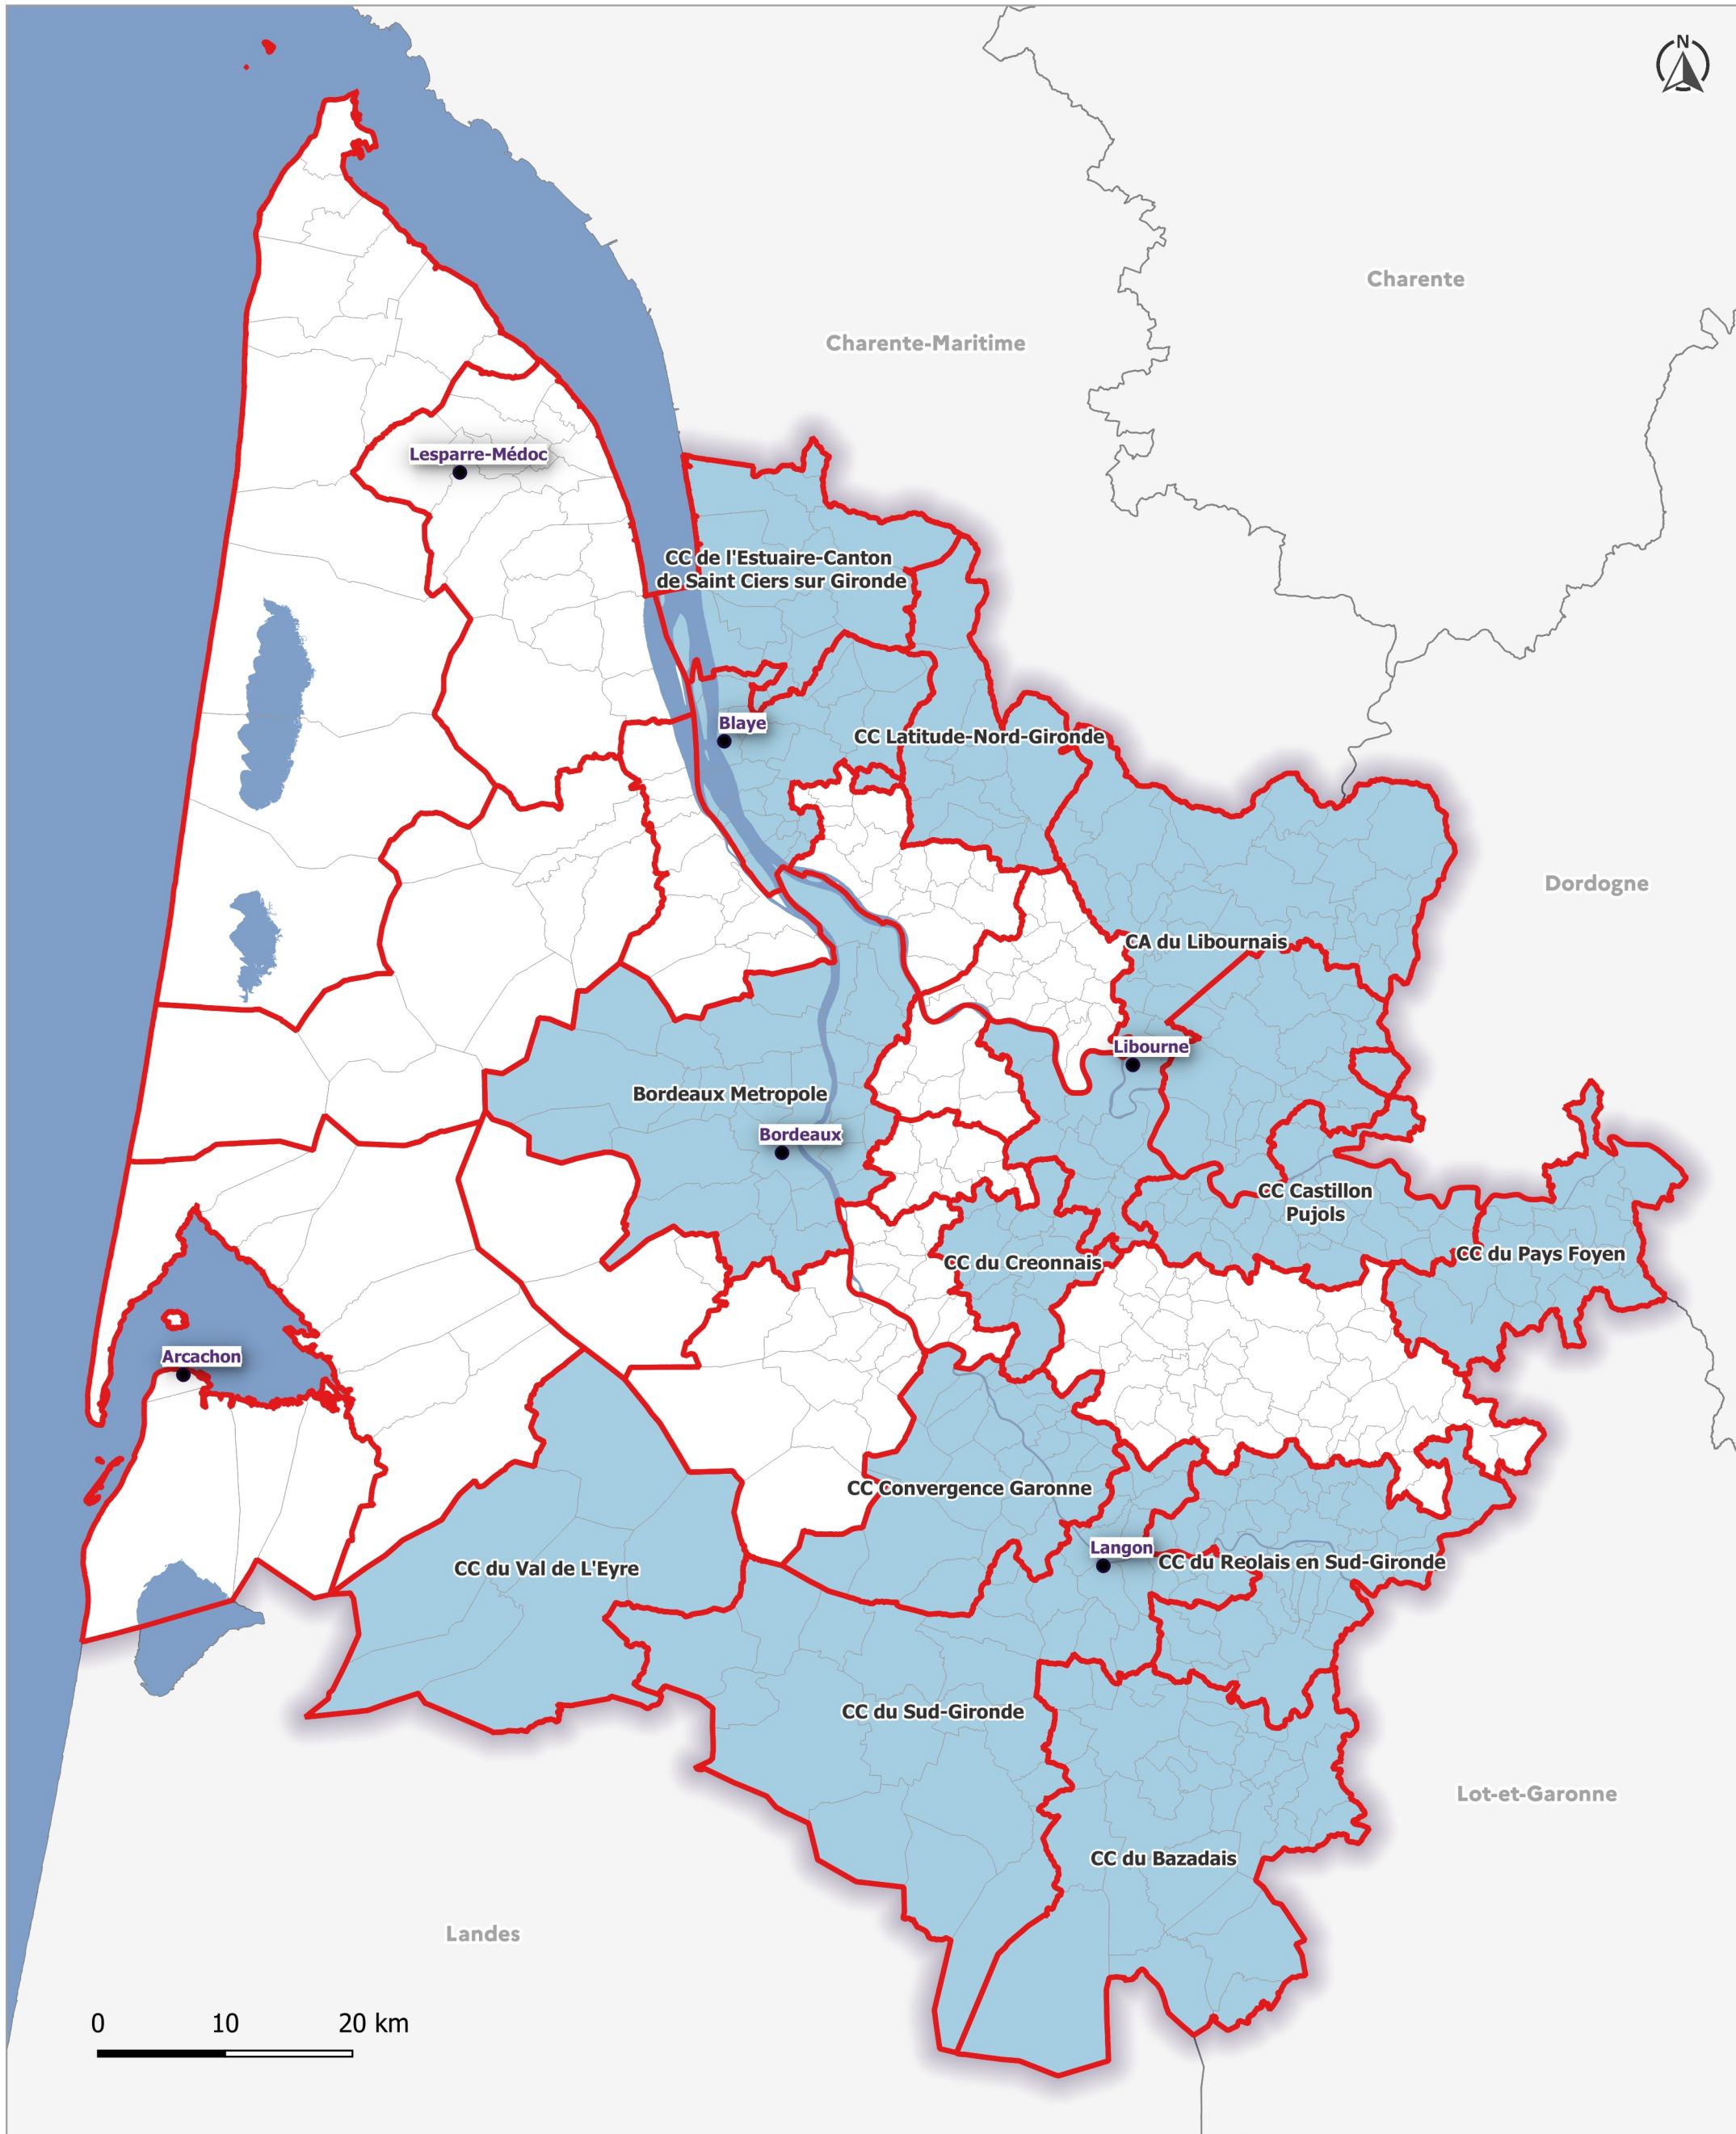 N
Charente
Charente-Maritime
Lesparre-Médoc
CC de l'Estuaire-Canton
de Saint Ciers sur Gironde
Blaye
CC Latitude-Nord-Gironde
Dordogne
CA du Libournais
Libourne
Bordeaux Metropole
Bordeaux
CC Castillon
Pujols
CC du Pays Foyen
CC du Creonnais
Arcachon
CC Convergence Garonne
Langon
CC du Reolais en Sud-Gironde
CC du Val de L'Eyre
CC du Sud-Gironde
Lot-et-Garonne
CC du Bazadais
Landes
0 10 20 km